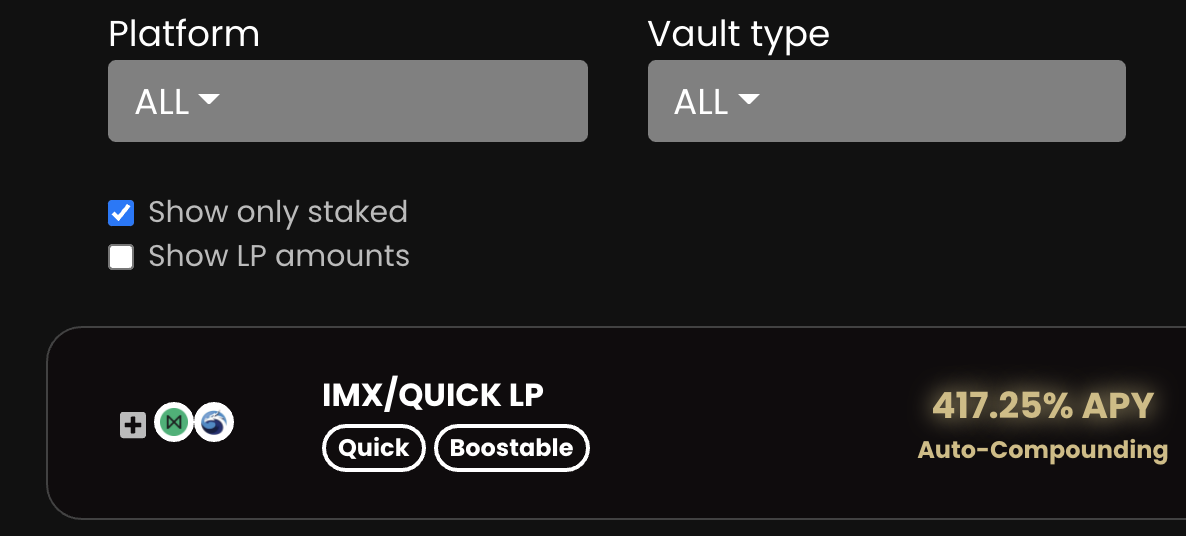 Platform
Vault type
ALL
ALL
Show only staked
Show LP amounts
IMX/QUICK LP
Quick
Boostable
417.25% APY
Auto-Compounding